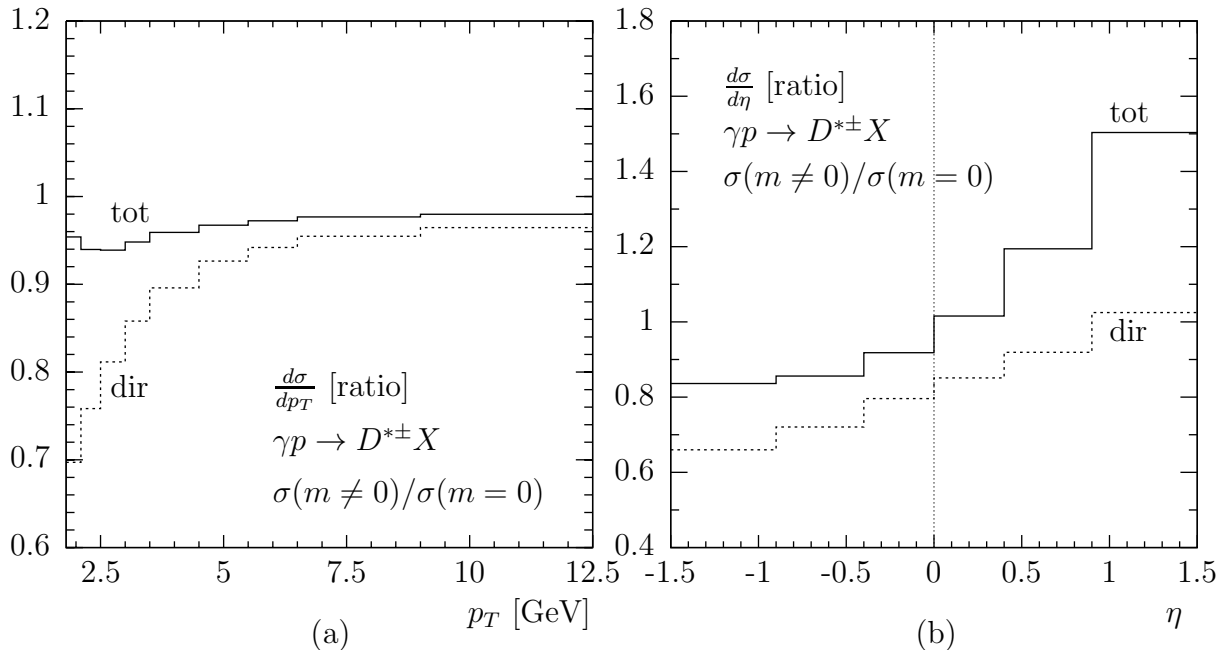 1.2
1.1
1
0.9
0.8
0.7
0.6
tot
dir
dσ/dp_T [ratio]
γp → D*± X
σ(m ≠ 0)/σ(m = 0)
2.5 5 7.5 10 12.5
p_T [GeV]
(a)
1.8
1.6
1.4
1.2
1
0.8
0.6
0.4
dσ/dη [ratio]
γp → D*± X
σ(m ≠ 0)/σ(m = 0)
tot
dir
-1.5 -1 -0.5 0 0.5 1 1.5
η
(b)